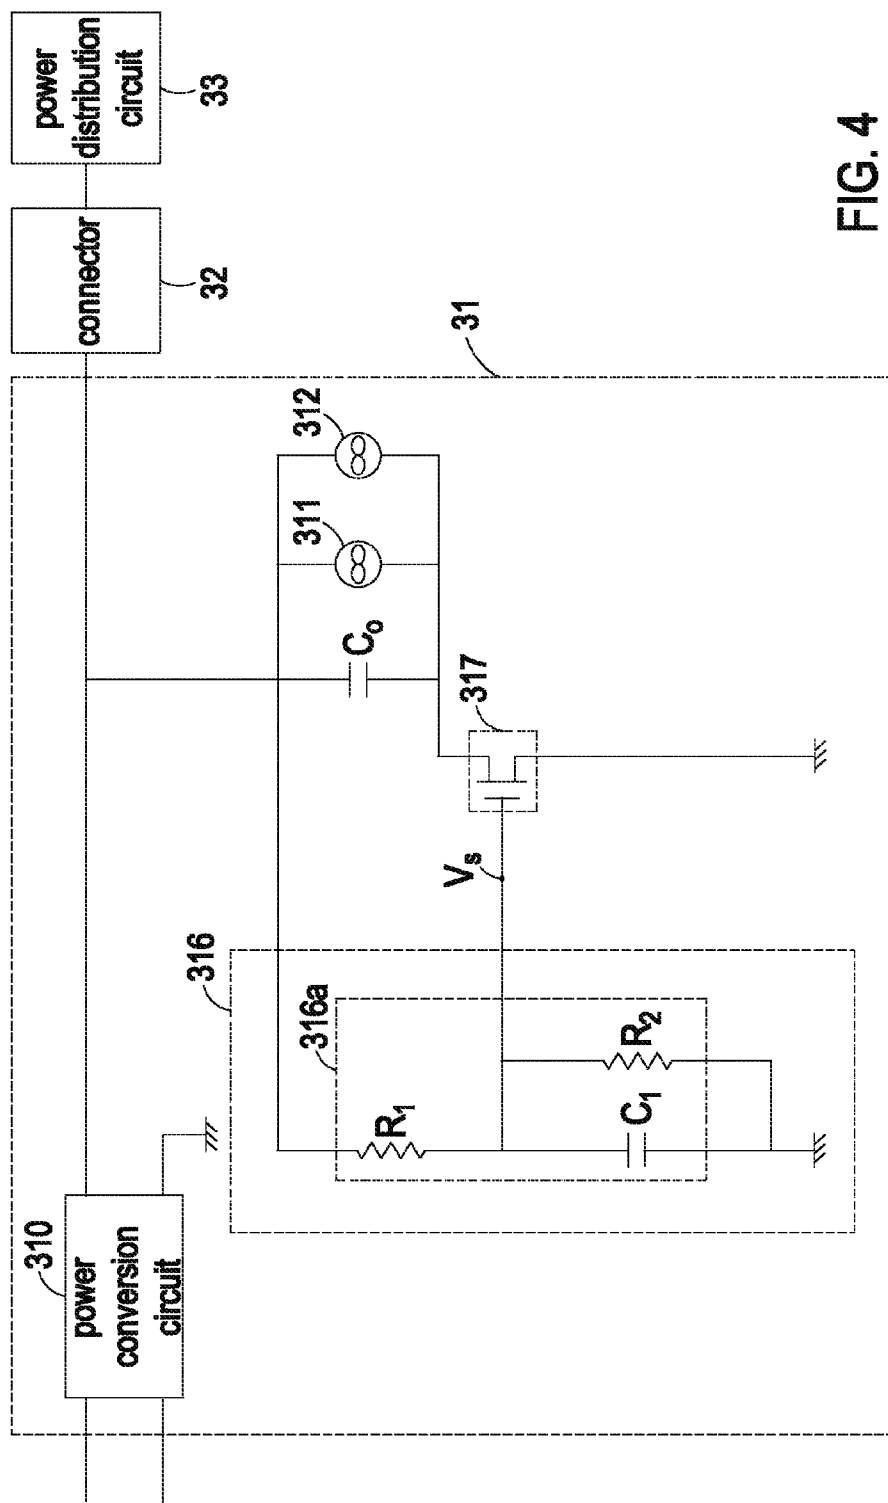 power
conversion
circuit
310
316
316a
R1
C1
R2
Vs
317
Co
311
312
31
connector
32
power
distribution
circuit
33
FIG. 4